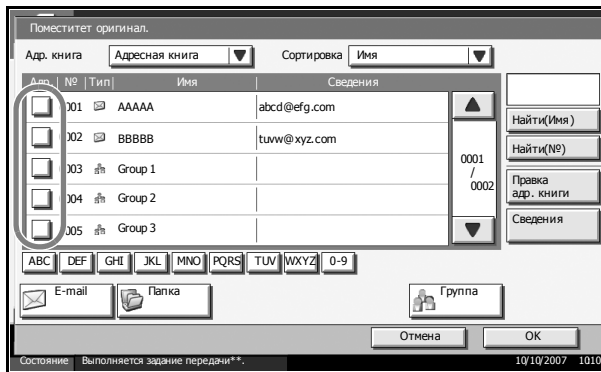 Поместитет оригинал.
Адр. книга Адресная книга Сортировка Имя
Адр. № Тип Имя Сведения
001 AAAAA abcd@efg.com
002 BBBBB tuvw@xyz.com
003 Group 1
004 Group 2
005 Group 3
0001
/
0002
Найти(Имя)
Найти(№)
Правка
адр. книги
Сведения
ABC DEF GHI JKL MNO PQRS TUV WXYZ 0-9
E-mail Папка Группа
Отмена OK
Состояние Выполняется задание передачи**. 10/10/2007 1010